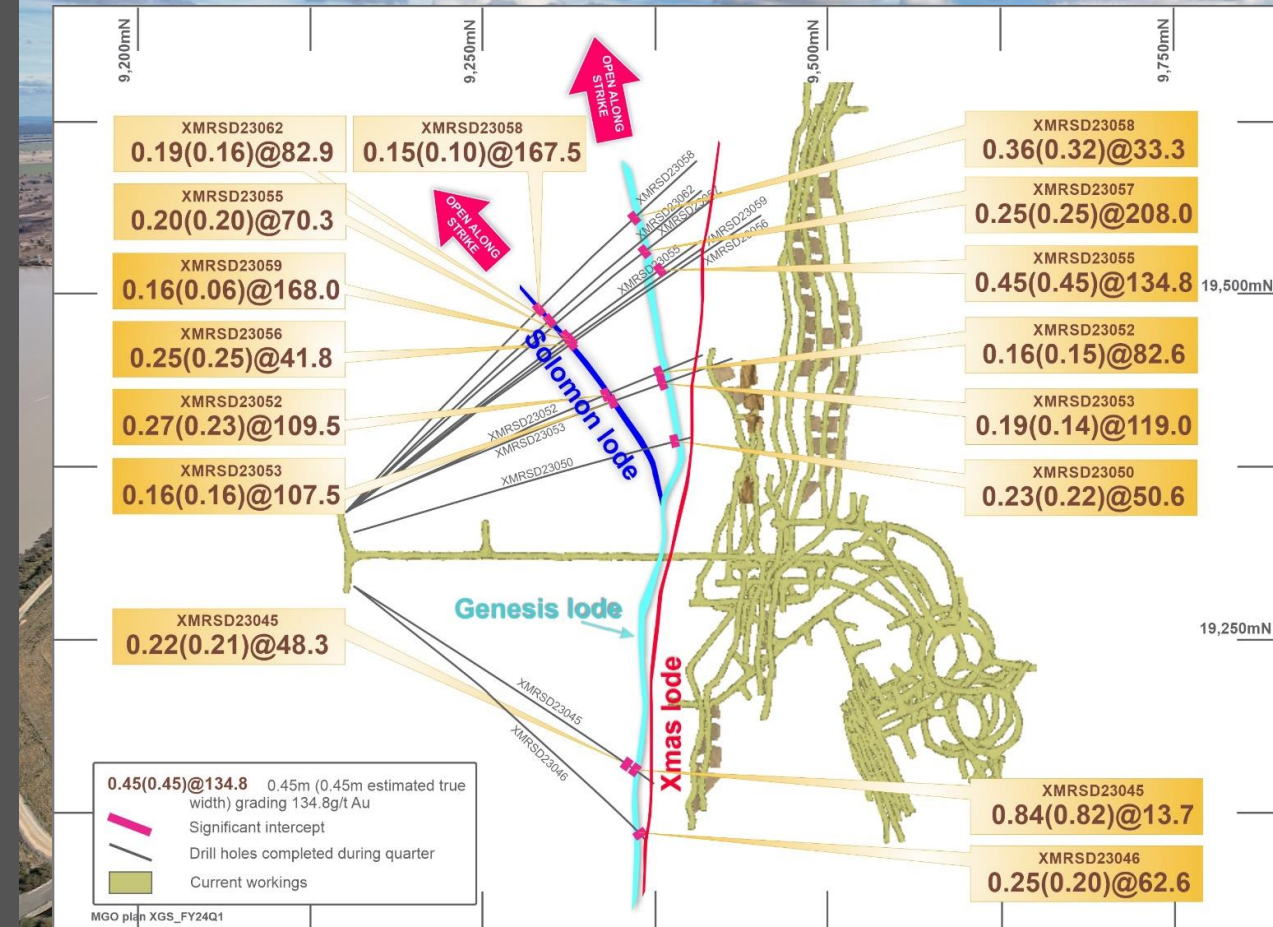 9,200mN
9,250mN
9,500mN
9,750mN
OPEN ALONG
STRIKE
OPEN ALONG
STRIKE
XMRSD23062
0.19(0.16)@82.9
XMRSD23058
0.15(0.10)@167.5
XMRSD23055
0.20(0.20)@70.3
XMRSD23059
0.16(0.06)@168.0
XMRSD23056
0.25(0.25)@41.8
XMRSD23052
0.27(0.23)@109.5
XMRSD23053
0.16(0.16)@107.5
XMRSD23045
0.22(0.21)@48.3
XMRSD23058
0.36(0.32)@33.3
XMRSD23057
0.25(0.25)@208.0
XMRSD23055
0.45(0.45)@134.8
XMRSD23052
0.16(0.15)@82.6
XMRSD23053
0.19(0.14)@119.0
XMRSD23050
0.23(0.22)@50.6
XMRSD23045
0.84(0.82)@13.7
XMRSD23046
0.25(0.20)@62.6
19,500mN
19,250mN
XMRSD23058
XMRSD23062
XMRSD23059
XMRSD23056
XMRSD23055
XMRSD23052
XMRSD23053
XMRSD23050
XMRSD23045
XMRSD23046
Solomon lode
Genesis lode
Xmas lode
0.45(0.45)@134.8 0.45m (0.45m estimated true
width) grading 134.8g/t Au
Significant intercept
Drill holes completed during quarter
Current workings
MGO plan XGS_FY24Q1